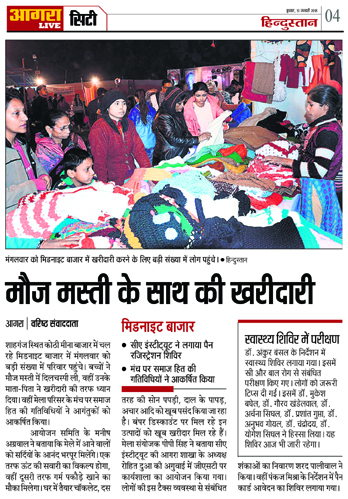 आगरा
LIVE
सिटी
हिन्दुस्तान
04
मंगलवार को मिडनाइट बाजार में खरीदारी करने के लिए बड़ी संख्या में लोग पहुंचे। ● हिन्दुस्तान
मौज मस्ती के साथ की खरीदारी
आगरा | वरिष्ठ संवाददाता
शाहगंज स्थित कोठी मीना बाजार में चल
रहे मिडनाइट बाजार में मंगलवार को
बड़ी संख्या में परिवार पहुंचे। बच्चों ने
मौज मस्ती में दिलचस्पी ली, वहीं उनके
माता-पिता ने खरीदारी की तरफ ध्यान
दिया। वहीं मेला परिसर के मंच पर समाज
हित की गतिविधियों ने आगंतुकों को
आकर्षित किया।
आयोजन समिति के मनीष
अग्रवाल ने बताया कि मेले में आने वालों
को सर्दियों के आनंद भरपूर मिलेंगे। एक
तरफ ऊंट की सवारी का विकल्प होगा,
वहीं दूसरी तरफ गर्म पकौड़े खाने का
मौका मिलेगा। घर में तैयार चॉकलेट, दस
मिडनाइट बाजार
● सीए इंस्टीट्यूट ने लगाया पैन
रजिस्ट्रेशन शिविर
● मंच पर समाज हित की
गतिविधियों ने आकर्षित किया
तरह की सोन पपड़ी, दाल के पापड़,
अचार आदि को खूब पसंद किया जा रहा
है। बंपर डिस्काउंट पर मिल रहे इन
उत्पादों को खूब खरीदार मिल रहे हैं।
मेला संयोजक पीपी सिंह ने बताया सीए
इंस्टीट्यूट की आगरा शाखा के अध्यक्ष
रोहित दुआ की अगुवाई में जीएसटी पर
कार्यशाला का आयोजन किया गया।
लोगों की इस टैक्स व्यवस्था से संबंधित
स्वास्थ्य शिविर में परीक्षण
डॉ. अंकुर बंसल के निर्देशन में
स्वास्थ्य शिविर लगाया गया। इसमें
स्त्री और बाल रोग से संबंधित
परीक्षण किए गए। लोगों को जरूरी
टिप्स दी गईं। इसमें डॉ. मुकेश
बघेल, डॉ. गौरव खंडेलवाल, डॉ.
अर्चना सिंघल, डॉ. प्रशांत गुप्ता, डॉ.
अनुभव गोयल, डॉ. चंद्रोदय, डॉ.
योगेश सिंघल ने हिस्सा लिया। यह
शिविर आज भी जारी रहेगा।
शंकाओं का निवारण शरद पालीवाल ने
किया। वहीं पंकज मिश्रा के निर्देशन में पैन
कार्ड आवेदन का शिविर लगाया गया।